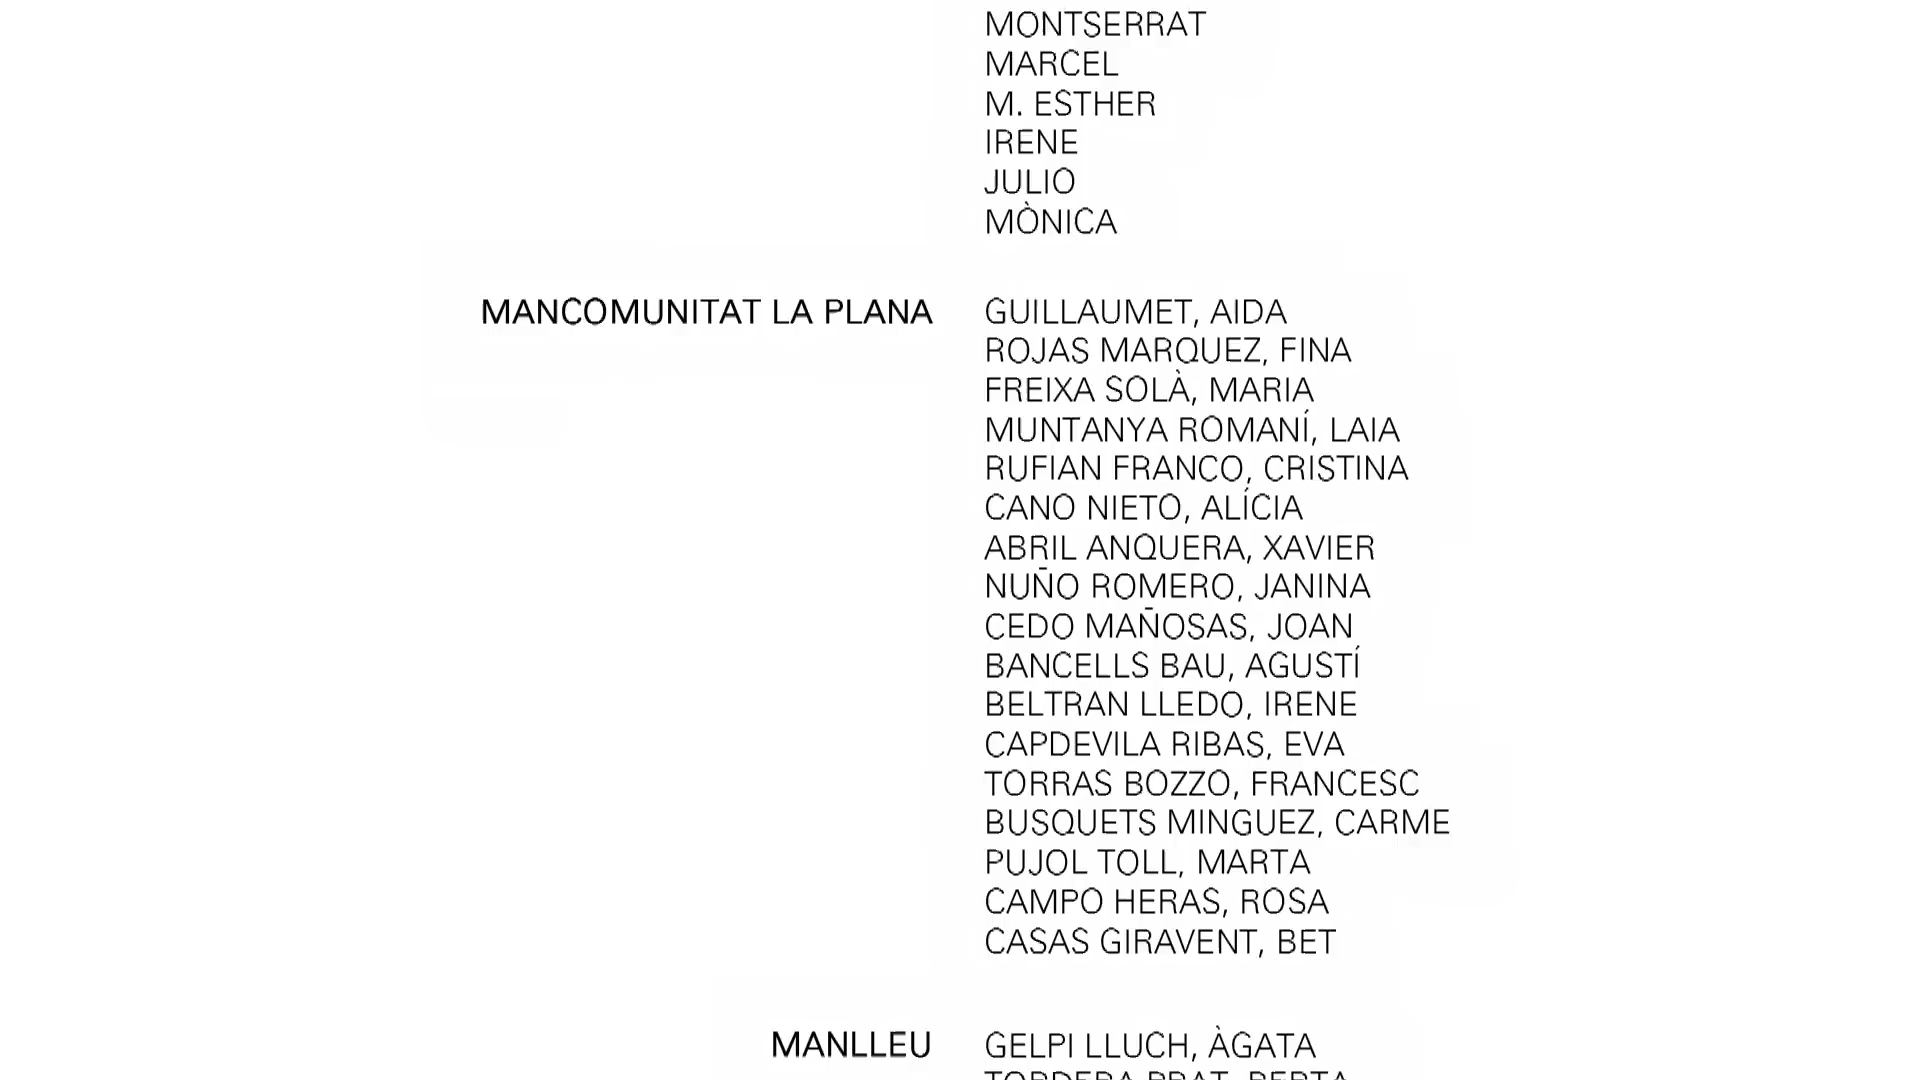 MONTSERRAT
MARCEL
M. ESTHER
IRENE
JULIO
MÒNICA
MANCOMUNITAT LA PLANA GUILLAUMET, AIDA
ROJAS MARQUEZ, FINA
FREIXA SOLÀ, MARIA
MUNTANYA ROMANÍ, LAIA
RUFIAN FRANCO, CRISTINA
CANO NIETO, ALÍCIA
ABRIL ANQUERA, XAVIER
NUÑO ROMERO, JANINA
CEDO MAÑOSAS, JOAN
BANCELLS BAU, AGUSTÍ
BELTRAN LLEDO, IRENE
CAPDEVILA RIBAS, EVA
TORRAS BOZZO, FRANCESC
BUSQUETS MINGUEZ, CARME
PUJOL TOLL, MARTA
CAMPO HERAS, ROSA
CASAS GIRAVENT, BET
MANLLEU GELPI LLUCH, ÀGATA